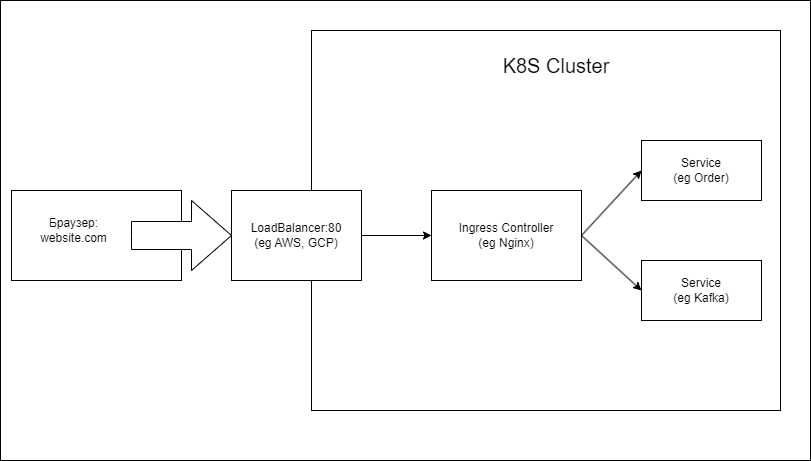 K8S Cluster
Браузер:
website.com
LoadBalancer:80
(eg AWS, GCP)
Ingress Controller
(eg Nginx)
Service
(eg Order)
Service
(eg Kafka)